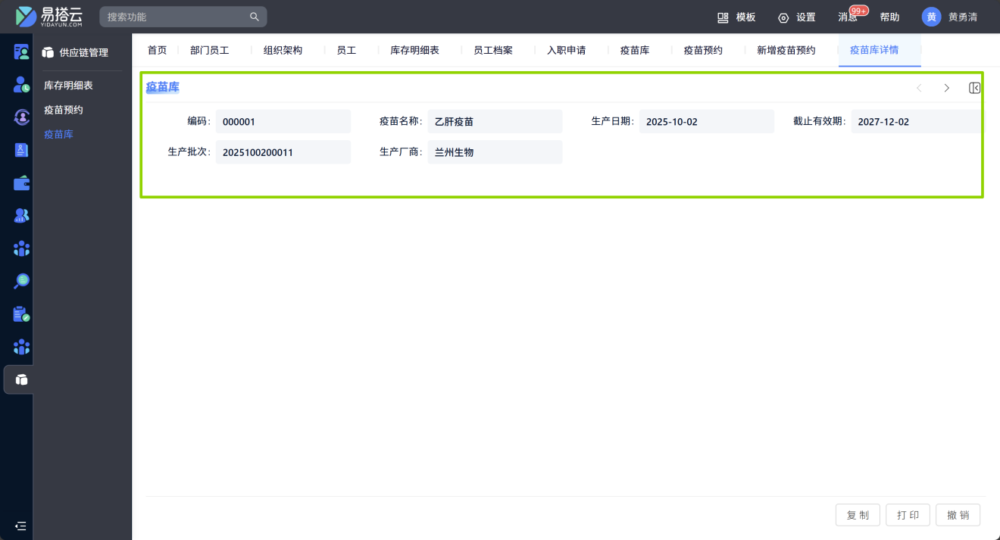 易搭云
YIDAYUN.COM
搜索功能
模板
设置
消息
99+
帮助
黄
黄勇清
供应链管理
库存明细表
疫苗预约
疫苗库
首页
部门员工
组织架构
员工
库存明细表
员工档案
入职申请
疫苗库
疫苗预约
新增疫苗预约
疫苗库详情
疫苗库
编码: 000001
疫苗名称: 乙肝疫苗
生产日期: 2025-10-02
截止有效期: 2027-12-02
生产批次: 2025100200011
生产厂商: 兰州生物
复 制
打 印
撤 销